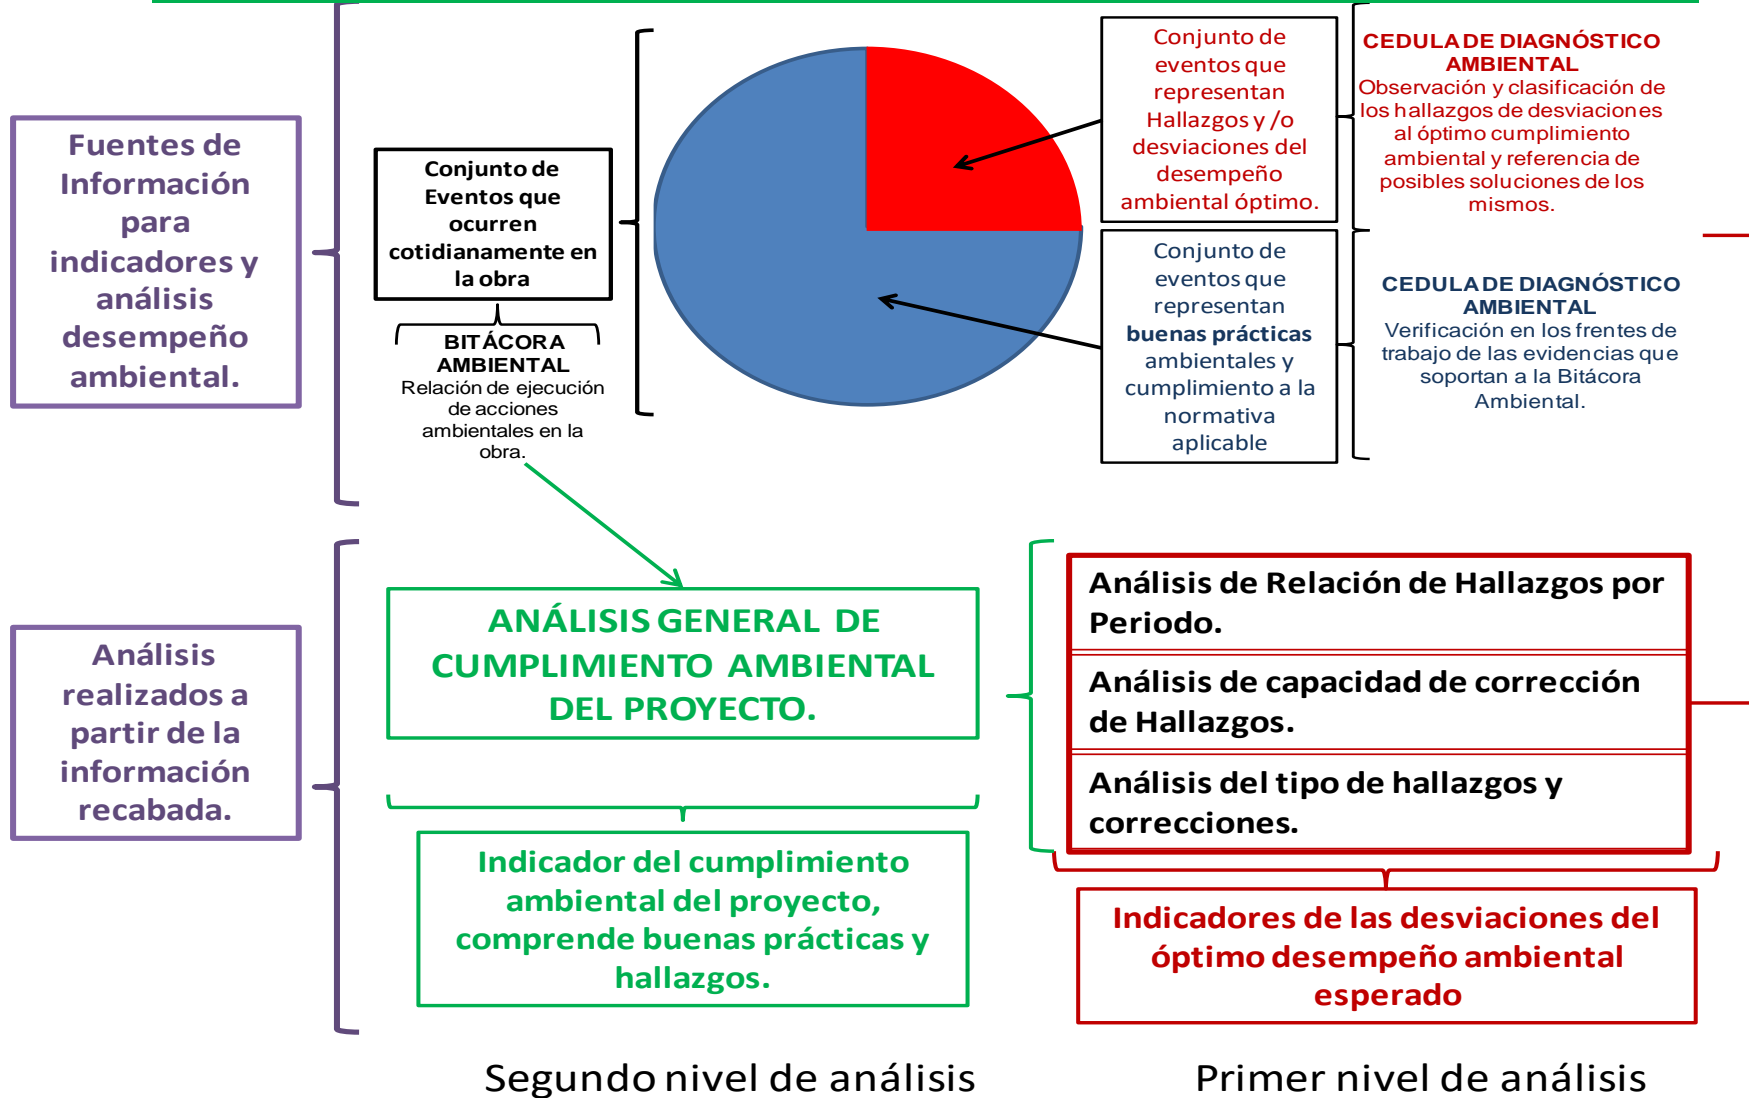 Fuentes de
Información
para
indicadores y
análisis
desempeño
ambiental.
Conjunto de
Eventos que
ocurren
cotidianamente en
la obra
BITÁCORA
AMBIENTAL
Relación de ejecución
de acciones
ambientales en la
obra.
Conjunto de
eventos que
representan
Hallazgos y /o
desviaciones del
desempeño
ambiental óptimo.
CEDULA DE DIAGNÓSTICO
AMBIENTAL
Observación y clasificación de
los hallazgos de desviaciones
al óptimo cumplimiento
ambiental y referencia de
posibles soluciones de los
mismos.
Conjunto de
eventos que
representan
buenas prácticas
ambientales y
cumplimiento a la
normativa
aplicable
CEDULA DE DIAGNÓSTICO
AMBIENTAL
Verificación en los frentes de
trabajo de las evidencias que
soportan a la Bitácora
Ambiental.
Análisis
realizados a
partir de la
información
recabada.
ANÁLISIS GENERAL DE
CUMPLIMIENTO AMBIENTAL
DEL PROYECTO.
Indicador del cumplimiento
ambiental del proyecto,
comprende buenas prácticas y
hallazgos.
Análisis de Relación de Hallazgos por
Periodo.
Análisis de capacidad de corrección
de Hallazgos.
Análisis del tipo de hallazgos y
correcciones.
Indicadores de las desviaciones del
óptimo desempeño ambiental
esperado
Segundo nivel de análisis
Primer nivel de análisis